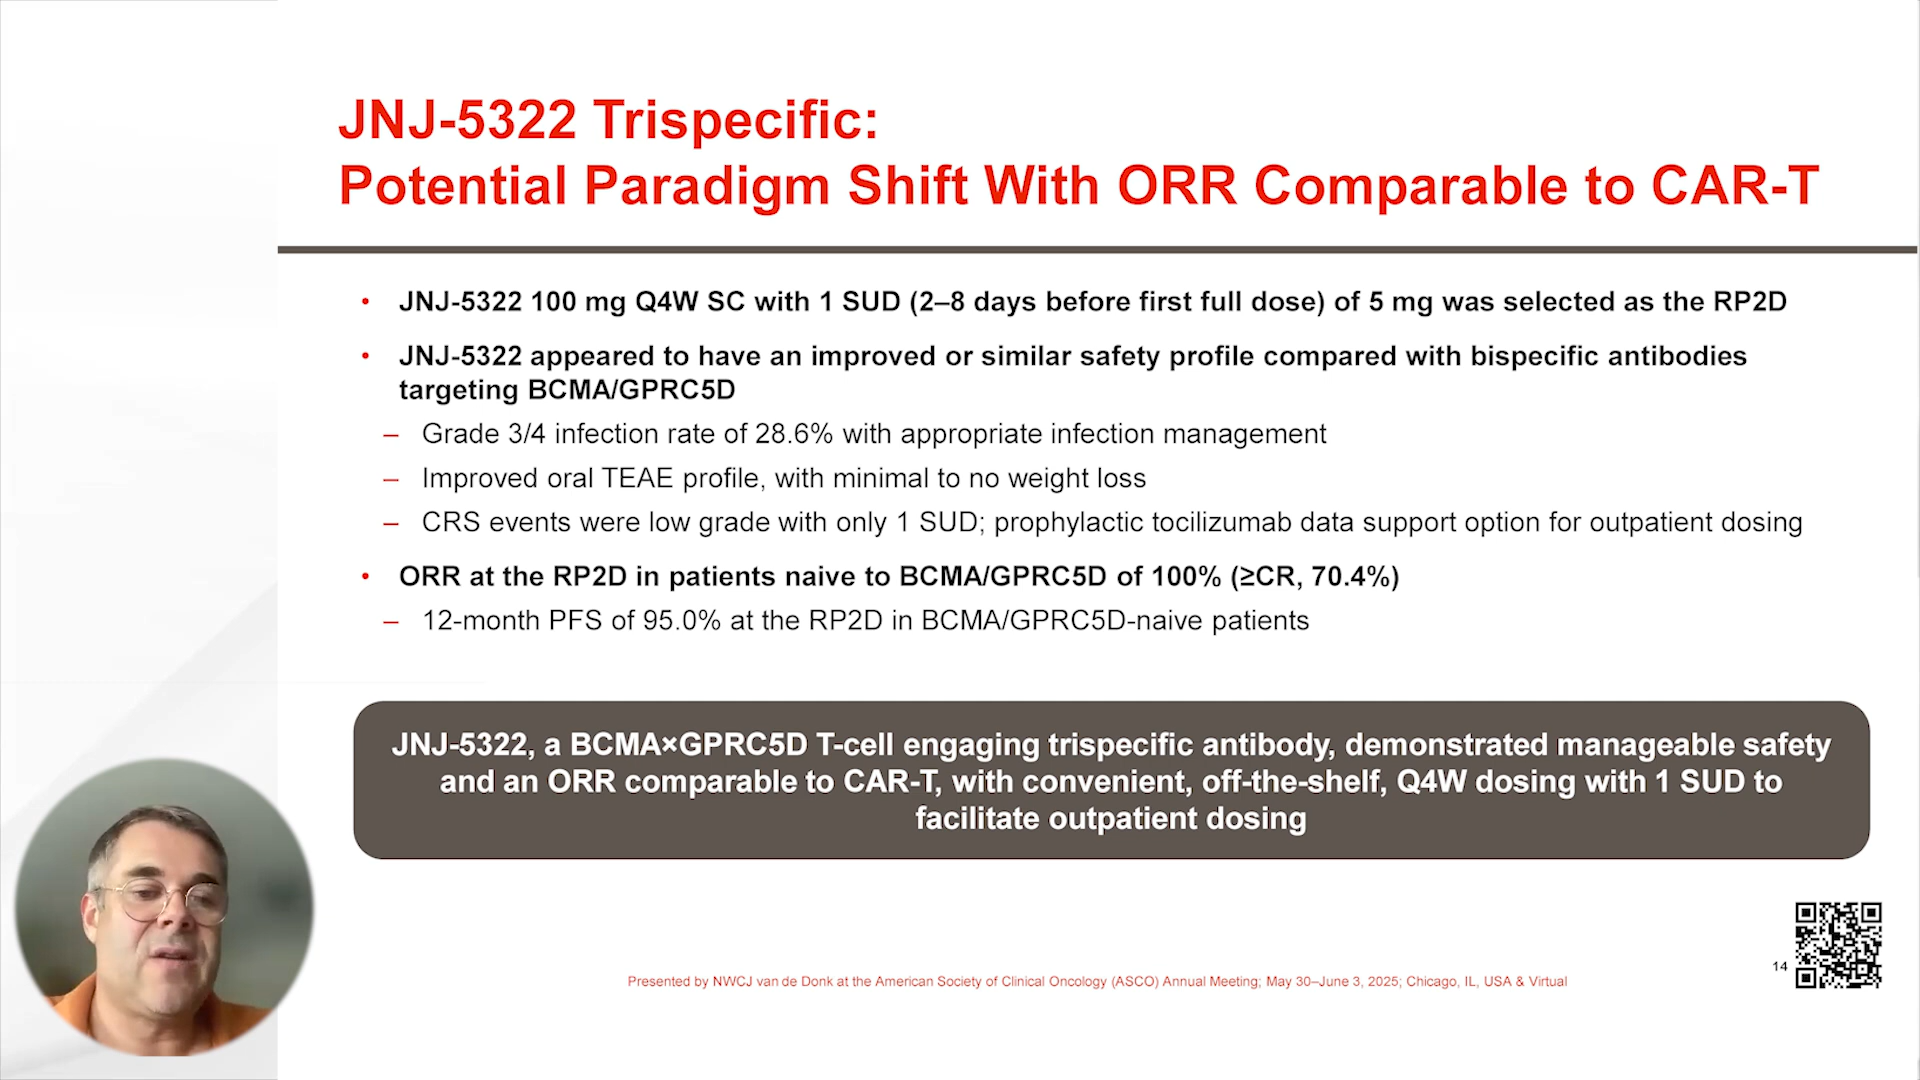 JNJ-5322 Trispecific:
Potential Paradigm Shift With ORR Comparable to CAR-T
• JNJ-5322 100 mg Q4W SC with 1 SUD (2–8 days before first full dose) of 5 mg was selected as the RP2D
• JNJ-5322 appeared to have an improved or similar safety profile compared with bispecific antibodies
targeting BCMA/GPRC5D
– Grade 3/4 infection rate of 28.6% with appropriate infection management
– Improved oral TEAE profile, with minimal to no weight loss
– CRS events were low grade with only 1 SUD; prophylactic tocilizumab data support option for outpatient dosing
• ORR at the RP2D in patients naive to BCMA/GPRC5D of 100% (≥CR, 70.4%)
– 12-month PFS of 95.0% at the RP2D in BCMA/GPRC5D-naive patients
JNJ-5322, a BCMA×GPRC5D T-cell engaging trispecific antibody, demonstrated manageable safety
and an ORR comparable to CAR-T, with convenient, off-the-shelf, Q4W dosing with 1 SUD to
facilitate outpatient dosing
14
Presented by NWCJ van de Donk at the American Society of Clinical Oncology (ASCO) Annual Meeting; May 30–June 3, 2025; Chicago, IL, USA & Virtual